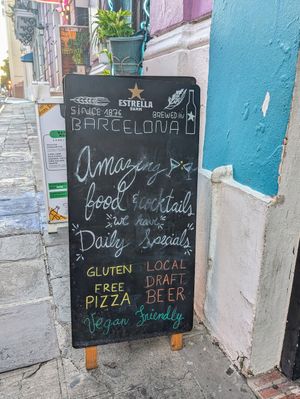 ESTRELLA
DAMM
SINCE 1876 BREWED IN
BARCELONA
Amazing
food & cocktails
we have
Daily Specials
GLUTEN
FREE
PIZZA
LOCAL
DRAFT
BEER
Vegan Friendly